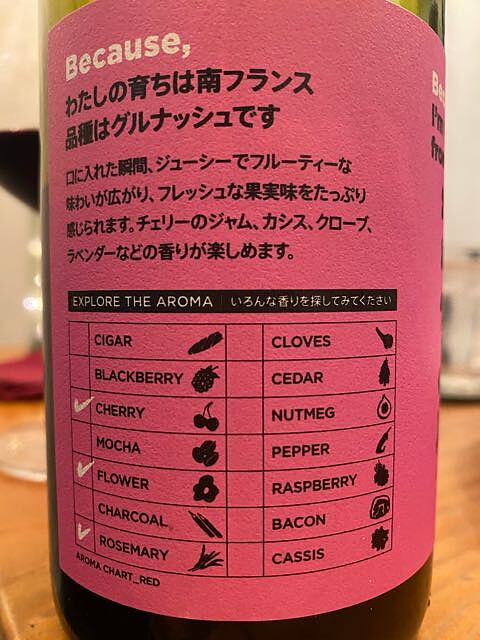 Because,
わたしの育ちは南フランス
品種はグルナッシュです
口に入れた瞬間、ジューシーでフルーティーな
味わいが広がり、フレッシュな果実味をたっぷり
感じられます。チェリーのジャム、カシス、クローブ、
ラベンダーなどの香りが楽しめます。
EXPLORE THE AROMA | いろんな香りを探してみてください
CIGAR
BLACKBERRY
CHERRY
MOCHA
FLOWER
CHARCOAL
ROSEMARY
CLOVES
CEDAR
NUTMEG
PEPPER
RASPBERRY
BACON
CASSIS
AROMA CHART_RED
I'm